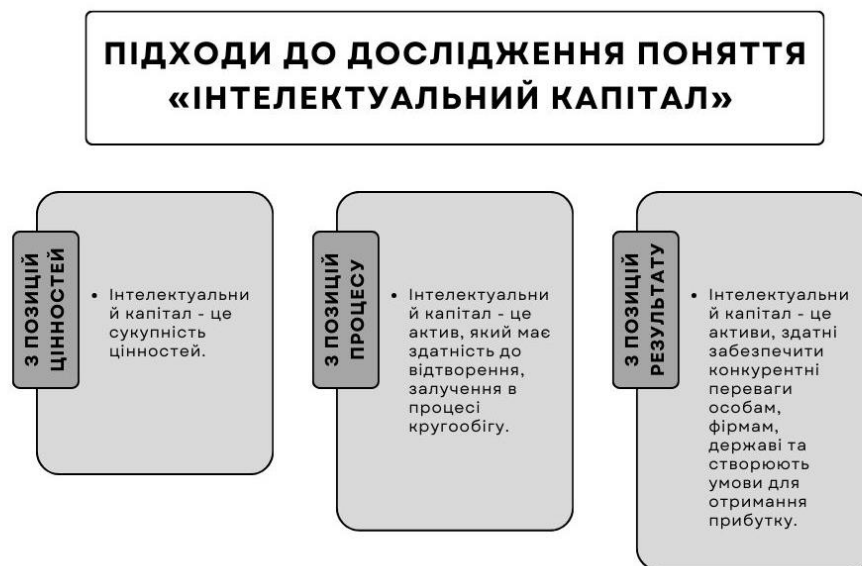 ПІДХОДИ ДО ДОСЛІДЖЕННЯ ПОНЯТТЯ
«ІНТЕЛЕКТУАЛЬНИЙ КАПІТАЛ»
З ПОЗИЦІЙ
ЦІННОСТЕЙ
• Інтелектуальни
й капітал - це
сукупність
цінностей.
З ПОЗИЦІЙ
ПРОЦЕСУ
• Інтелектуальни
й капітал - це
актив, який має
здатність до
відтворення,
залучення в
процесі
кругообігу.
З ПОЗИЦІЙ
РЕЗУЛЬТАТУ
• Інтелектуальни
й капітал - це
активи, здатні
забезпечити
конкурентні
переваги
особам,
фірмам,
державі та
створюють
умови для
отримання
прибутку.